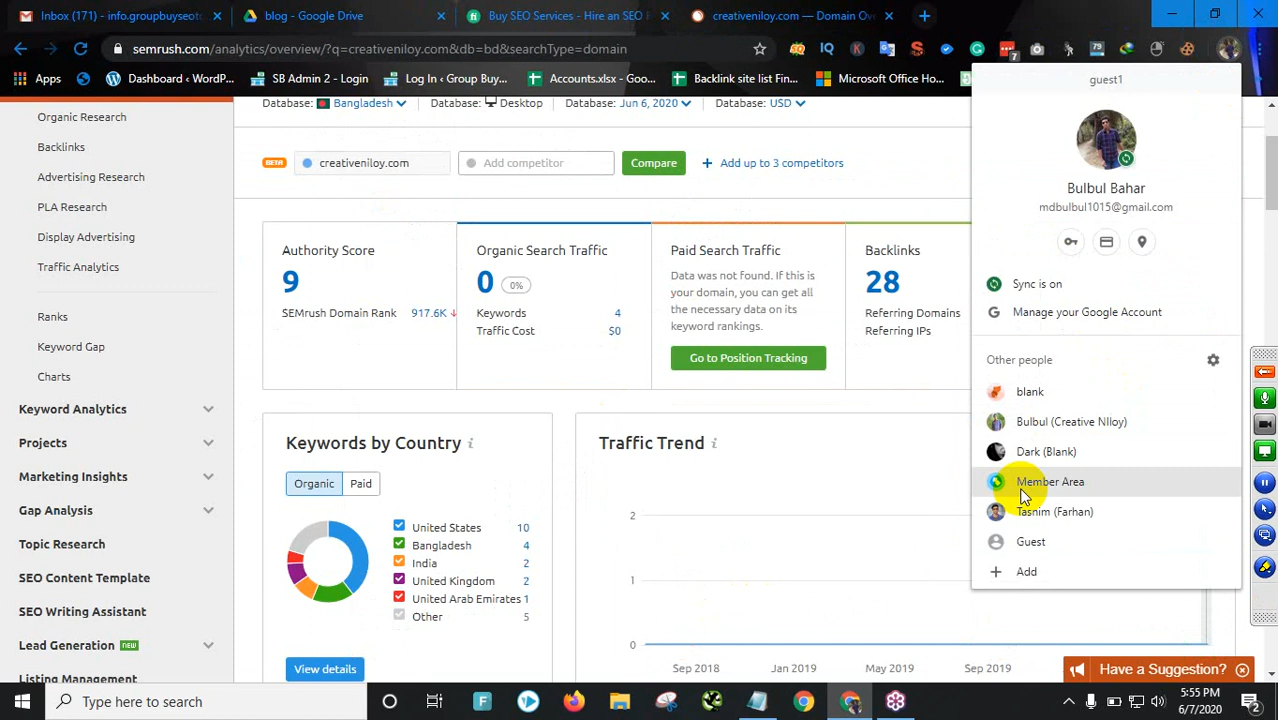 Inbox (171) - info.groupbuyseoto
blog - Google Drive
Buy SEO Services - Hire an SEO
creativeniloy.com — Domain Ov
semrush.com/analytics/overview/?q=creativeniloy.com&db=bd&searchType=domain
Apps
Dashboard ‹ WordP...
SB Admin 2 - Login
Log In ‹ Group Buy...
Accounts.xlsx - Goo...
Backlink site list Fin...
Microsoft Office Ho...
Database: Bangladesh
Database: Desktop
Database: Jun 6, 2020
Database: USD
Organic Research
Backlinks
Advertising Research
PLA Research
Display Advertising
Traffic Analytics
Ranks
Keyword Gap
Charts
Keyword Analytics
Projects
Marketing Insights
Gap Analysis
Topic Research
SEO Content Template
SEO Writing Assistant
Lead Generation NEW
Listing Management
BETA
creativeniloy.com
Add competitor
Compare
+ Add up to 3 competitors
Authority Score
9
SEMrush Domain Rank 917.6K
Organic Search Traffic
0 0%
Keywords 4
Traffic Cost $0
Paid Search Traffic
Data was not found. If this is
your domain, you can get all
the necessary data on its
keyword rankings.
Go to Position Tracking
Backlinks
28
Referring Domains
Referring IPs
Keywords by Country
Organic
Paid
United States 10
Bangladesh 4
India 2
United Kingdom 2
United Arab Emirates 1
Other 5
View details
Traffic Trend
2
1
0
Sep 2018
Jan 2019
May 2019
Sep 2019
guest1
Bulbul Bahar
mdbulbul1015@gmail.com
Sync is on
Manage your Google Account
Other people
blank
Bulbul (Creative NIloy)
Dark (Blank)
Member Area
Tasnim (Farhan)
Guest
Add
Have a Suggestion?
Type here to search
5:55 PM
6/7/2020
7
79
2